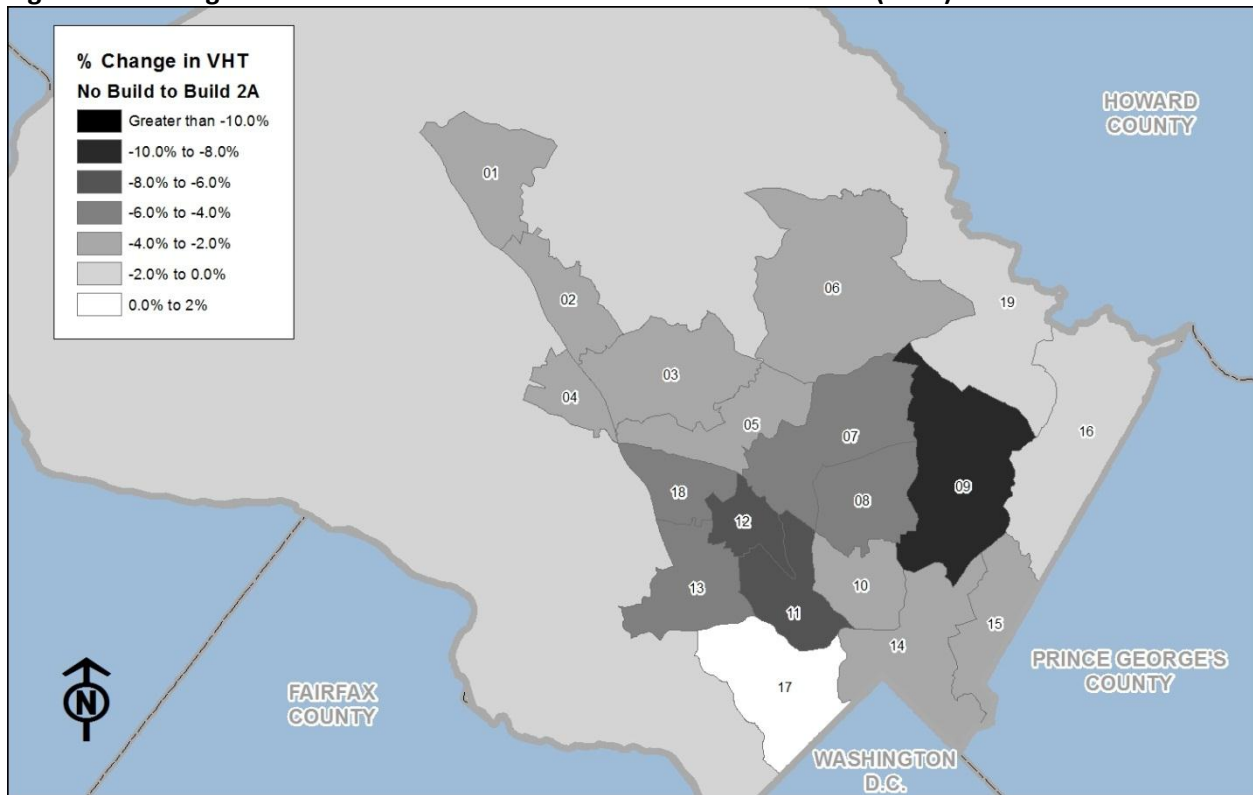 % Change in VHT
No Build to Build 2A
Greater than -10.0%
-10.0% to -8.0%
-8.0% to -6.0%
-6.0% to -4.0%
-4.0% to -2.0%
-2.0% to 0.0%
0.0% to 2%
HOWARD
COUNTY
01
02
06
19
03
04
05
16
07
18
08
09
12
13
10
11
15
14
17
PRINCE GEORGE'S
COUNTY
FAIRFAX
COUNTY
N
WASHINGTON
D.C.